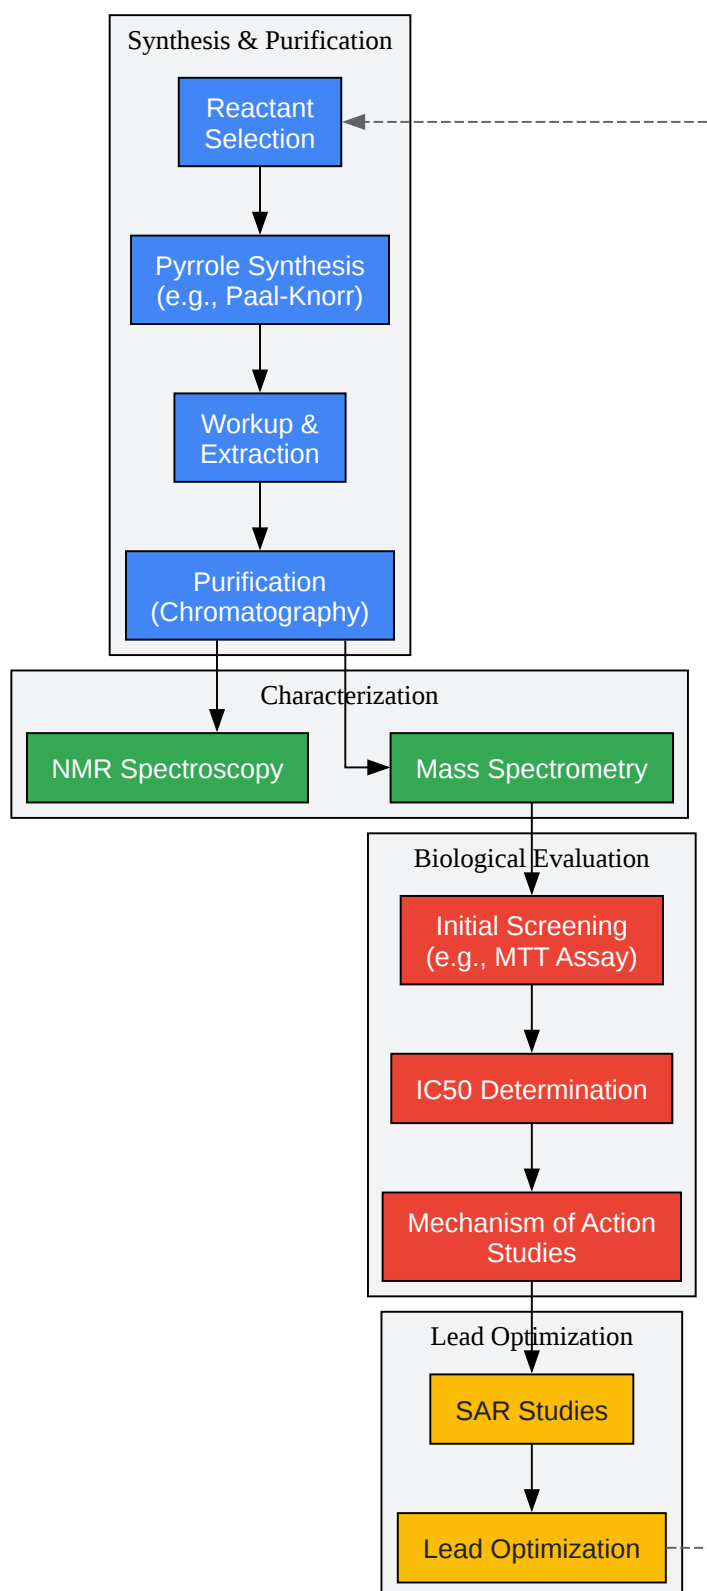 Synthesis & Purification
Reactant
Selection
Pyrrole Synthesis
(e.g., Paal-Knorr)
Workup &
Extraction
Purification
(Chromatography)
Characterization
NMR Spectroscopy
Mass Spectrometry
Biological Evaluation
Initial Screening
(e.g., MTT Assay)
IC50 Determination
Mechanism of Action
Studies
Lead Optimization
SAR Studies
Lead Optimization